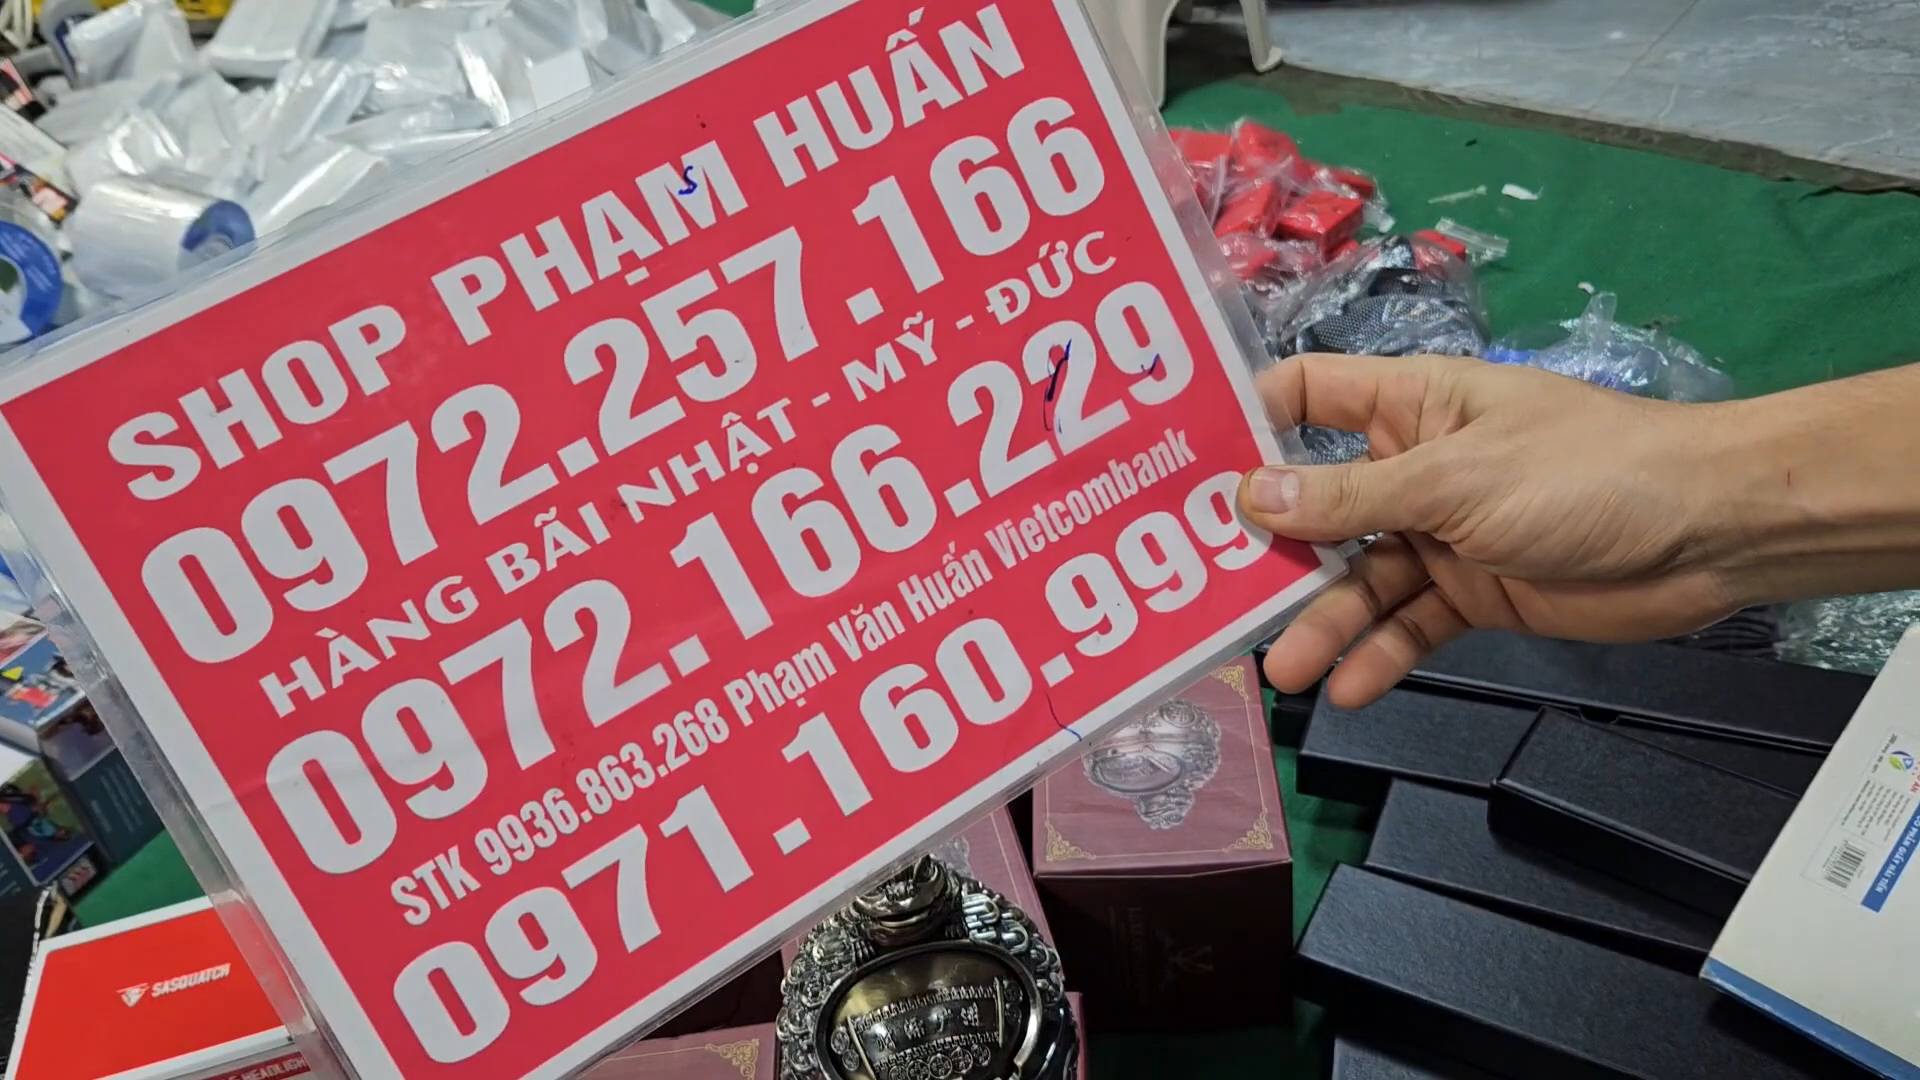 SHOP PHẠM HUẤN
0972.257.166
HÀNG BÃI NHẬT - MỸ - ĐỨC
0972.166.229
STK 9936.863.268 Phạm Văn Huấn Vietcombank
0971.160.999
SASQUATCH